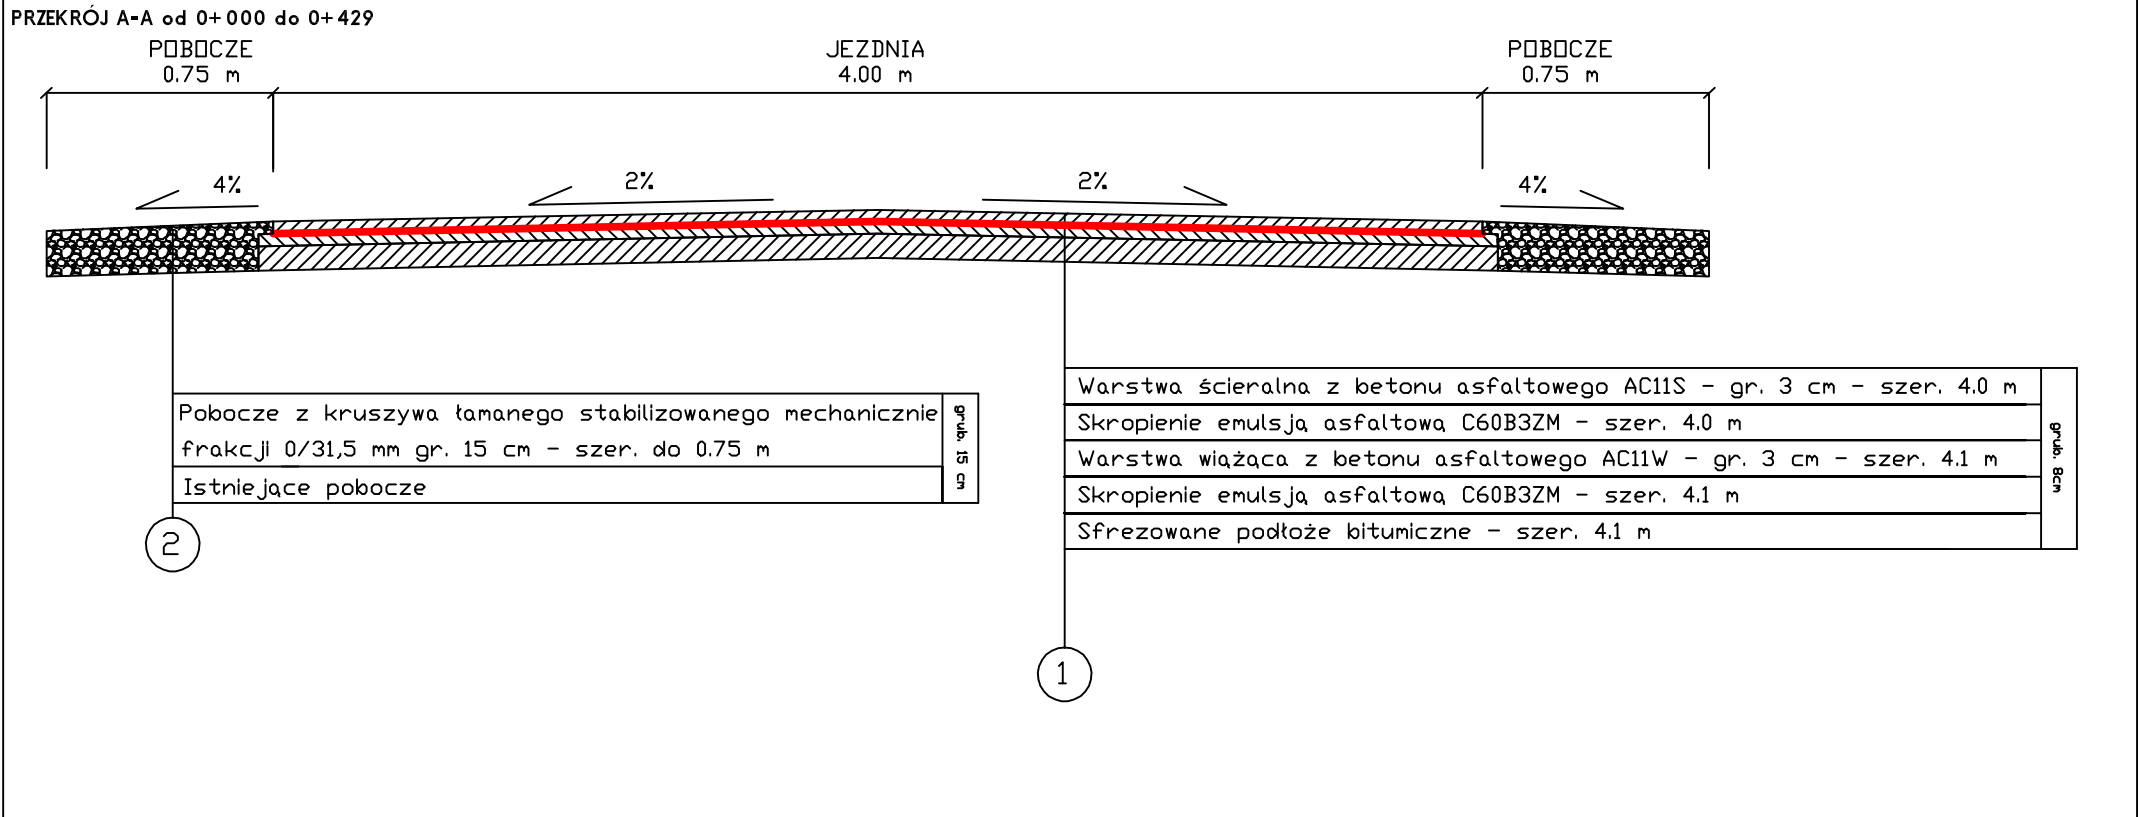 PRZEKRÓJ A-A od 0+000 do 0+429
POBOCZE
0.75 m
JEZDNIA
4.00 m
POBOCZE
0.75 m
4%
2%
2%
4%
Warstwa ścieralna z betonu asfaltowego AC11S - gr. 3 cm - szer. 4.0 m
Skropienie emulsją asfaltową C60B3ZM - szer. 4.0 m
Warstwa wiążąca z betonu asfaltowego AC11W - gr. 3 cm - szer. 4.1 m
Skropienie emulsją asfaltową C60B3ZM - szer. 4.1 m
Sfrezowane podłoże bitumiczne - szer. 4.1 m
grub. 8cm
Pobocze z kruszywa łamanego stabilizowanego mechanicznie
frakcji 0/31,5 mm gr. 15 cm - szer. do 0.75 m
Istniejące pobocze
grub. 15 cm
2
1